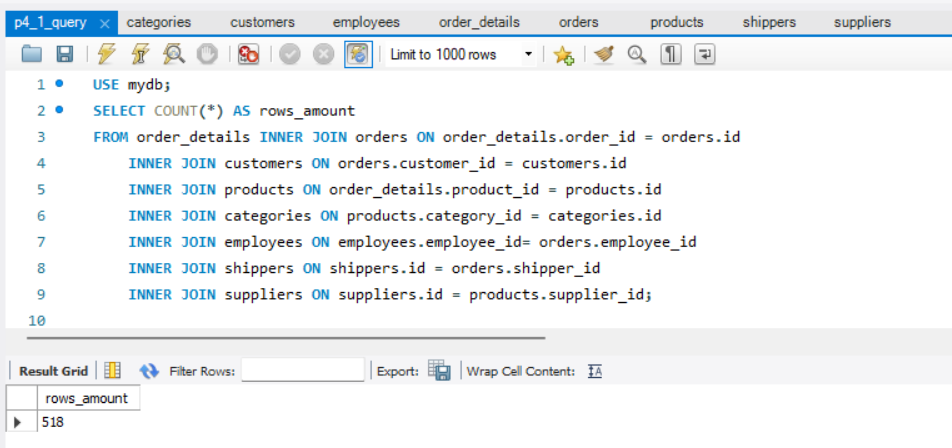 p4_1_query × categories customers employees order_details orders products shippers suppliers
Limit to 1000 rows
1 USE mydb;
2 SELECT COUNT(*) AS rows_amount
3 FROM order_details INNER JOIN orders ON order_details.order_id = orders.id
4 INNER JOIN customers ON orders.customer_id = customers.id
5 INNER JOIN products ON order_details.product_id = products.id
6 INNER JOIN categories ON products.category_id = categories.id
7 INNER JOIN employees ON employees.employee_id= orders.employee_id
8 INNER JOIN shippers ON shippers.id = orders.shipper_id
9 INNER JOIN suppliers ON suppliers.id = products.supplier_id;
10
Result Grid Filter Rows: Export: Wrap Cell Content: IA
rows_amount
518